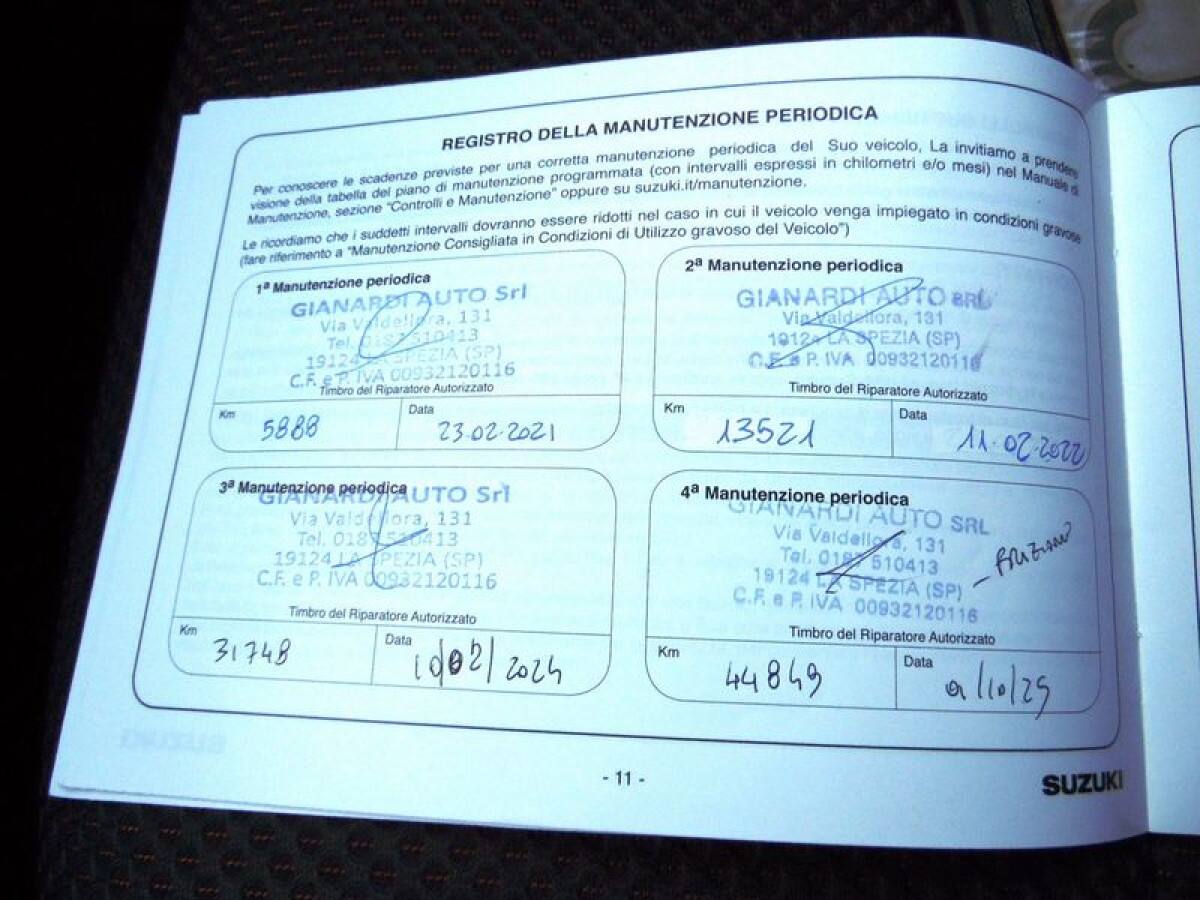 REGISTRO DELLA MANUTENZIONE PERIODICA
Per conoscere le scadenze previste per una corretta manutenzione periodica del Suo veicolo, La invitiamo a prendere
visione della tabella del piano di manutenzione programmata (con intervalli espressi in chilometri e/o mesi) nel Manuale di
Manutenzione, sezione "Controlli e Manutenzione" oppure su suzuki.it/manutenzione.
Le ricordiamo che i suddetti intervalli dovranno essere ridotti nel caso in cui il veicolo venga impiegato in condizioni gravose
(fare riferimento a "Manutenzione Consigliata in Condizioni di Utilizzo gravoso del Veicolo")
1ª Manutenzione periodica
GIANARDI AUTO Srl
Via Valdellora, 131
Tel. 0187 510413
19124 LA SPEZIA (SP)
C.F. e P. IVA 00932120116
Timbro del Riparatore Autorizzato
Km 5888
Data 23.02.2021
2ª Manutenzione periodica
GIANARDI AUTO SRL
Via Valdellora, 131
19124 LA SPEZIA (SP)
C.F. e P. IVA 00932120116
Timbro del Riparatore Autorizzato
Km 13521
Data 11.02.2022
3ª Manutenzione periodica
GIANARDI AUTO Srl
Via Valdellora, 131
Tel. 0187 510413
19124 LA SPEZIA (SP)
C.F. e P. IVA 00932120116
Timbro del Riparatore Autorizzato
Km 31748
Data 10/02/2024
4ª Manutenzione periodica
GIANARDI AUTO SRL
Via Valdellora, 131
Tel. 0187 510413
19124 LA SPEZIA (SP)
C.F. e P. IVA 00932120116
Timbro del Riparatore Autorizzato
Km 44849
Data /10/25
- 11 -
SUZUKI